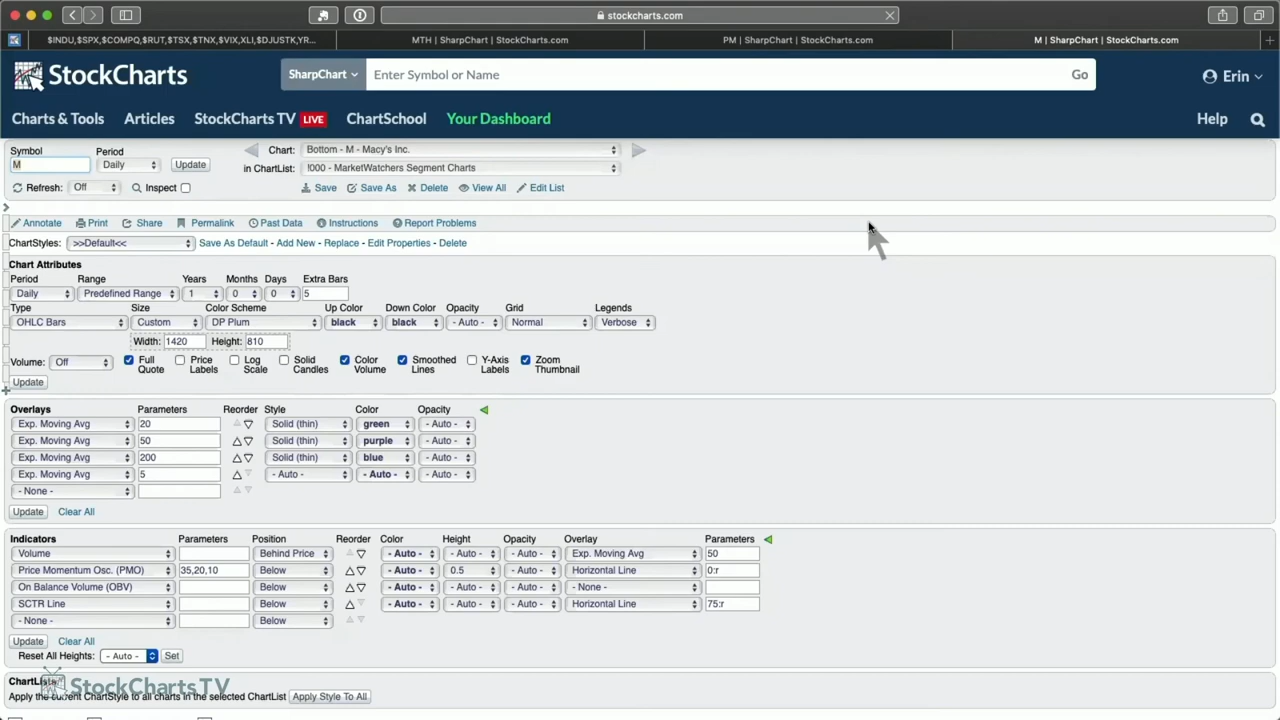 stockcharts.com
$INDU,$SPX,$COMPQ,$RUT,$TSX,$TNX,$VIX,XLI,$DJUSTK,YR... MTH | SharpChart | StockCharts.com PM | SharpChart | StockCharts.com M | SharpChart | StockCharts.com
StockCharts SharpChart Enter Symbol or Name Go Erin
Charts & Tools Articles StockCharts TV LIVE ChartSchool Your Dashboard Help
Symbol Period Chart: Bottom - M - Macy's Inc.
M Daily Update in ChartList: !000 - MarketWatchers Segment Charts
Refresh: Off Inspect Save Save As Delete View All Edit List
Annotate Print Share Permalink Past Data Instructions Report Problems
ChartStyles: >>Default<< Save As Default - Add New - Replace - Edit Properties - Delete
Chart Attributes
Period Range Years Months Days Extra Bars
Daily Predefined Range 1 0 0 5
Type Size Color Scheme Up Color Down Color Opacity Grid Legends
OHLC Bars Custom DP Plum black black - Auto - Normal Verbose
Width: 1420 Height: 810
Volume: Off Full Quote Price Labels Log Scale Solid Candles Color Volume Smoothed Lines Y-Axis Labels Zoom Thumbnail
Update
Overlays Parameters Reorder Style Color Opacity
Exp. Moving Avg 20 Solid (thin) green - Auto -
Exp. Moving Avg 50 Solid (thin) purple - Auto -
Exp. Moving Avg 200 Solid (thin) blue - Auto -
Exp. Moving Avg 5 - Auto - - Auto - - Auto -
- None -
Update Clear All
Indicators Parameters Position Reorder Color Height Opacity Overlay Parameters
Volume Behind Price - Auto - - Auto - - Auto - Exp. Moving Avg 50
Price Momentum Osc. (PMO) 35,20,10 Below - Auto - 0.5 - Auto - Horizontal Line 0:r
On Balance Volume (OBV) Below - Auto - - Auto - - Auto - - None -
SCTR Line Below - Auto - - Auto - - Auto - Horizontal Line 75:r
- None - Below
Update Clear All
Reset All Heights: - Auto - Set
ChartLis
StockChartsTV
Apply the current ChartStyle to all charts in the selected ChartList Apply Style To All